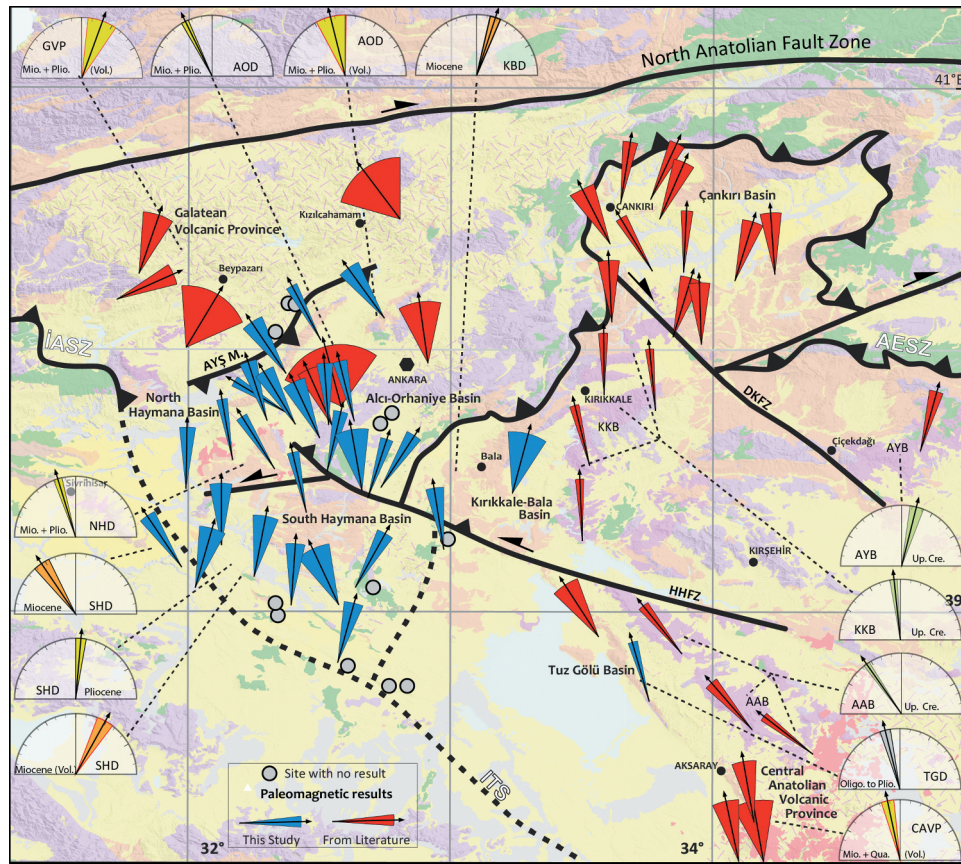 GVP
Mio. + Plio.
(Vol.)
Mio. + Plio.
AOD
AOD
Mio. + Plio.
(Vol.)
Miocene
KBD
North Anatolian Fault Zone
41°E
Galatean
Volcanic Province
Kızılcahamam
Beypazarı
ÇANKIRI
Çankırı Basin
İASZ
AYŞ M.
ANKARA
AESZ
North
Haymana Basin
Alcı-Orhaniye Basin
KIRIKKALE
KKB
DKFZ
Çiçekdağı
AYB
Bala
Kırıkkale-Bala
Basin
Sivrihisar
Mio. + Plio.
NHD
South Haymana Basin
KIRŞEHİR
AYB
Up. Cre.
Miocene
SHD
HHFZ
39
KKB
Up. Cre.
SHD
Pliocene
Tuz Gölü Basin
AAB
AAB
Up. Cre.
Miocene (Vol.)
SHD
ITS
AKSARAY
Central
Anatolian
Volcanic
Province
TGD
Oligo. to Plio.
CAVP
Mio. + Qua.
(Vol.)
Site with no result
Paleomagnetic results
This Study
From Literature
32°
34°